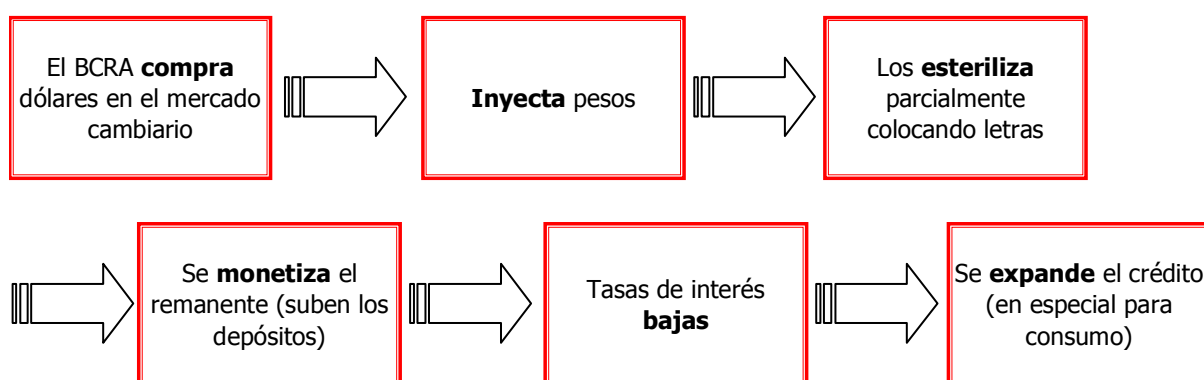 El BCRA compra
dólares en el mercado
cambiario
Inyecta pesos
Los esteriliza
parcialmente
colocando letras
Se monetiza el
remanente (suben los
depósitos)
Tasas de interés
bajas
Se expande el crédito
(en especial para
consumo)